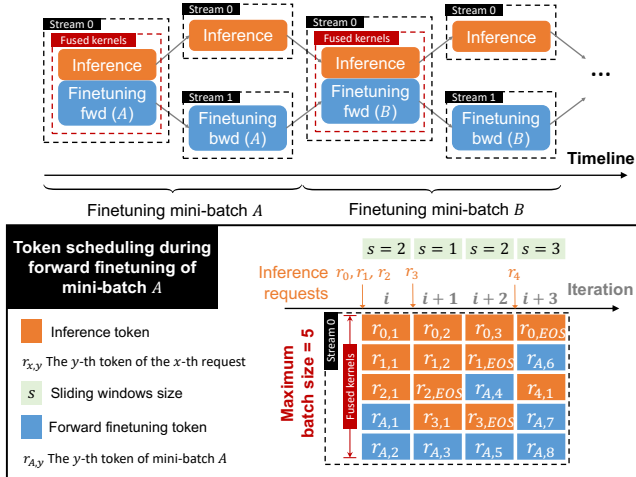 Stream 0
Stream 0
Stream 0
Stream 0
Fused kernels
Fused kernels
Inference
Inference
Inference
Inference
Finetuning
fwd (A)
Stream 1
Finetuning
bwd (A)
Finetuning
fwd (B)
Stream 1
Finetuning
bwd (B)
...
Timeline
Finetuning mini-batch A
Finetuning mini-batch B
Token scheduling during
forward finetuning of
mini-batch A
Inference token
r_{x,y} The y-th token of the x-th request
s Sliding windows size
Forward finetuning token
r_{A,y} The y-th token of mini-batch A
s = 2 s = 1 s = 2 s = 3
Inference
requests
r_0, r_1, r_2 r_3 r_4
i i + 1 i + 2 i + 3 Iteration
Stream 0
Maximum
batch size = 5
Fused kernels
r_{0,1} r_{0,2} r_{0,3} r_{0,EOS}
r_{1,1} r_{1,2} r_{1,EOS} r_{A,6}
r_{2,1} r_{2,EOS} r_{A,4} r_{4,1}
r_{A,1} r_{3,1} r_{3,EOS} r_{A,7}
r_{A,2} r_{A,3} r_{A,5} r_{A,8}